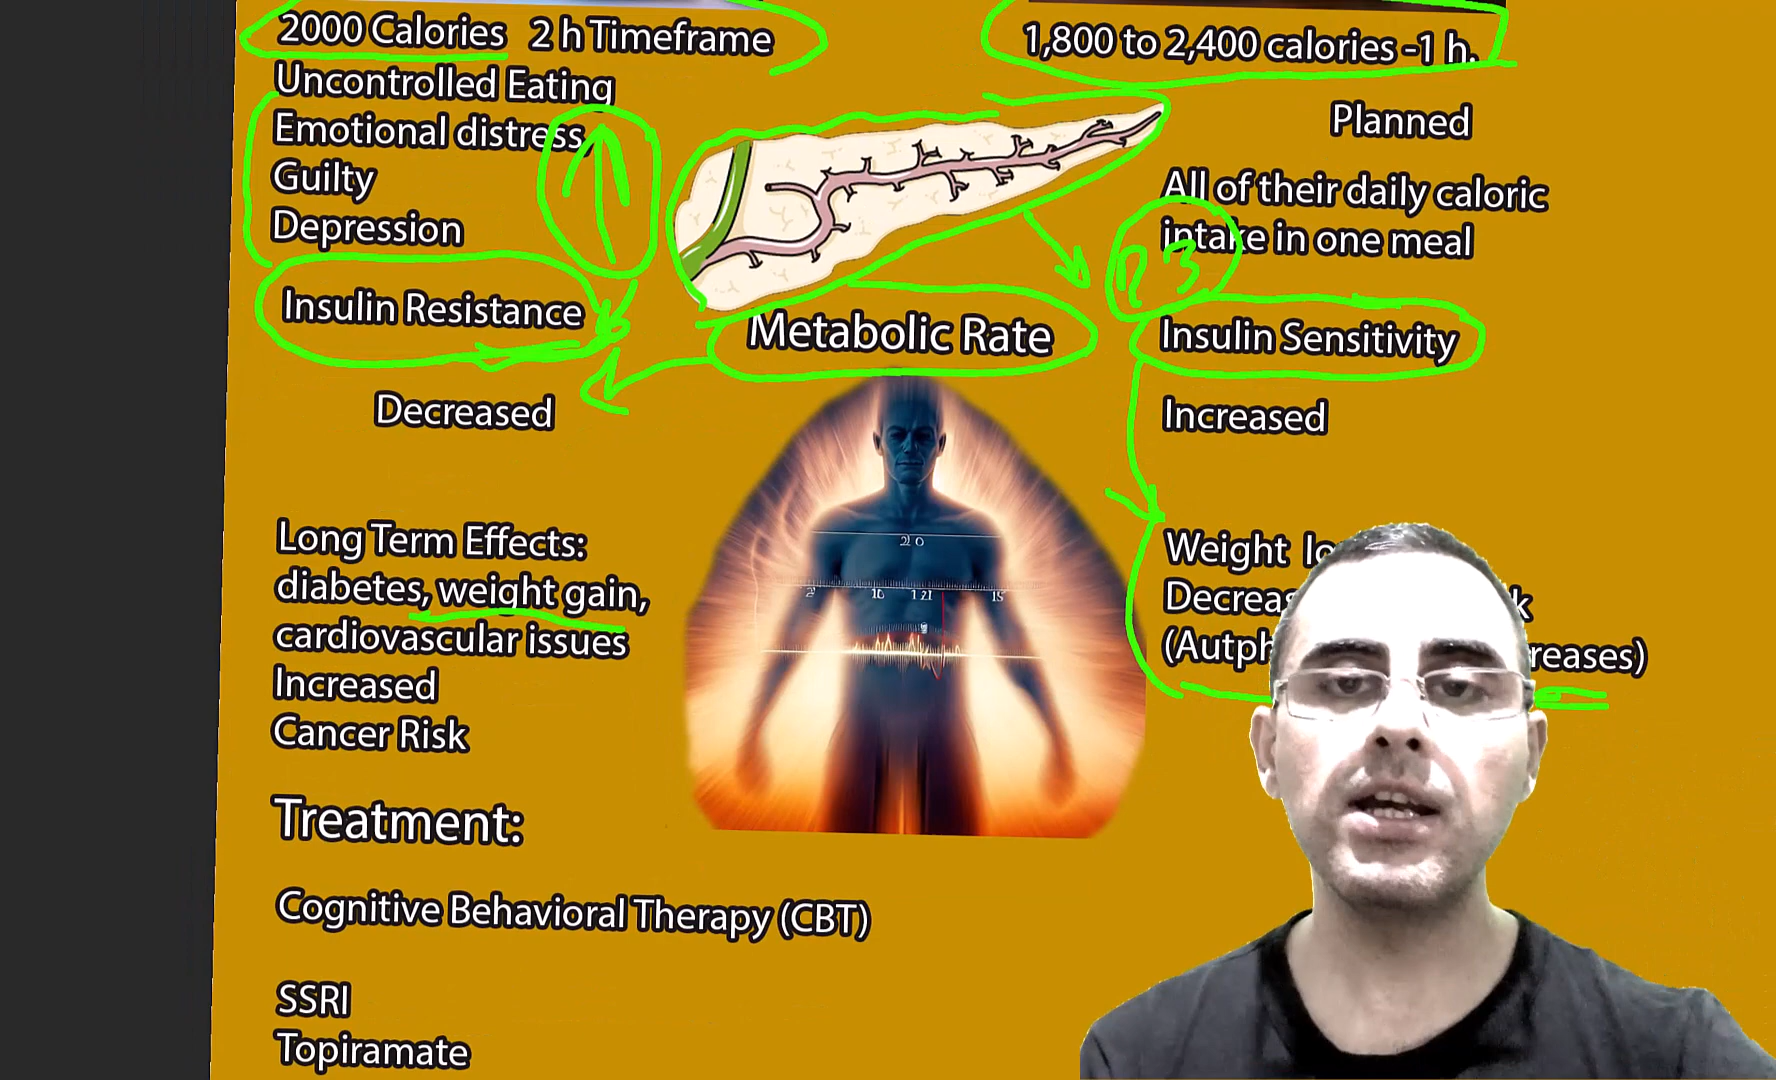 2000 Calories 2 h Timeframe
Uncontrolled Eating
Emotional distress,
Guilty
Depression
Insulin Resistance
Decreased
Long Term Effects:
diabetes, weight gain,
cardiovascular issues
Increased
Cancer Risk
Treatment:
Cognitive Behavioral Therapy (CBT)
SSRI
Topiramate
Metabolic Rate
1,800 to 2,400 calories -1 h.
Planned
All of their daily caloric
intake in one meal
Insulin Sensitivity
Increased
Weight